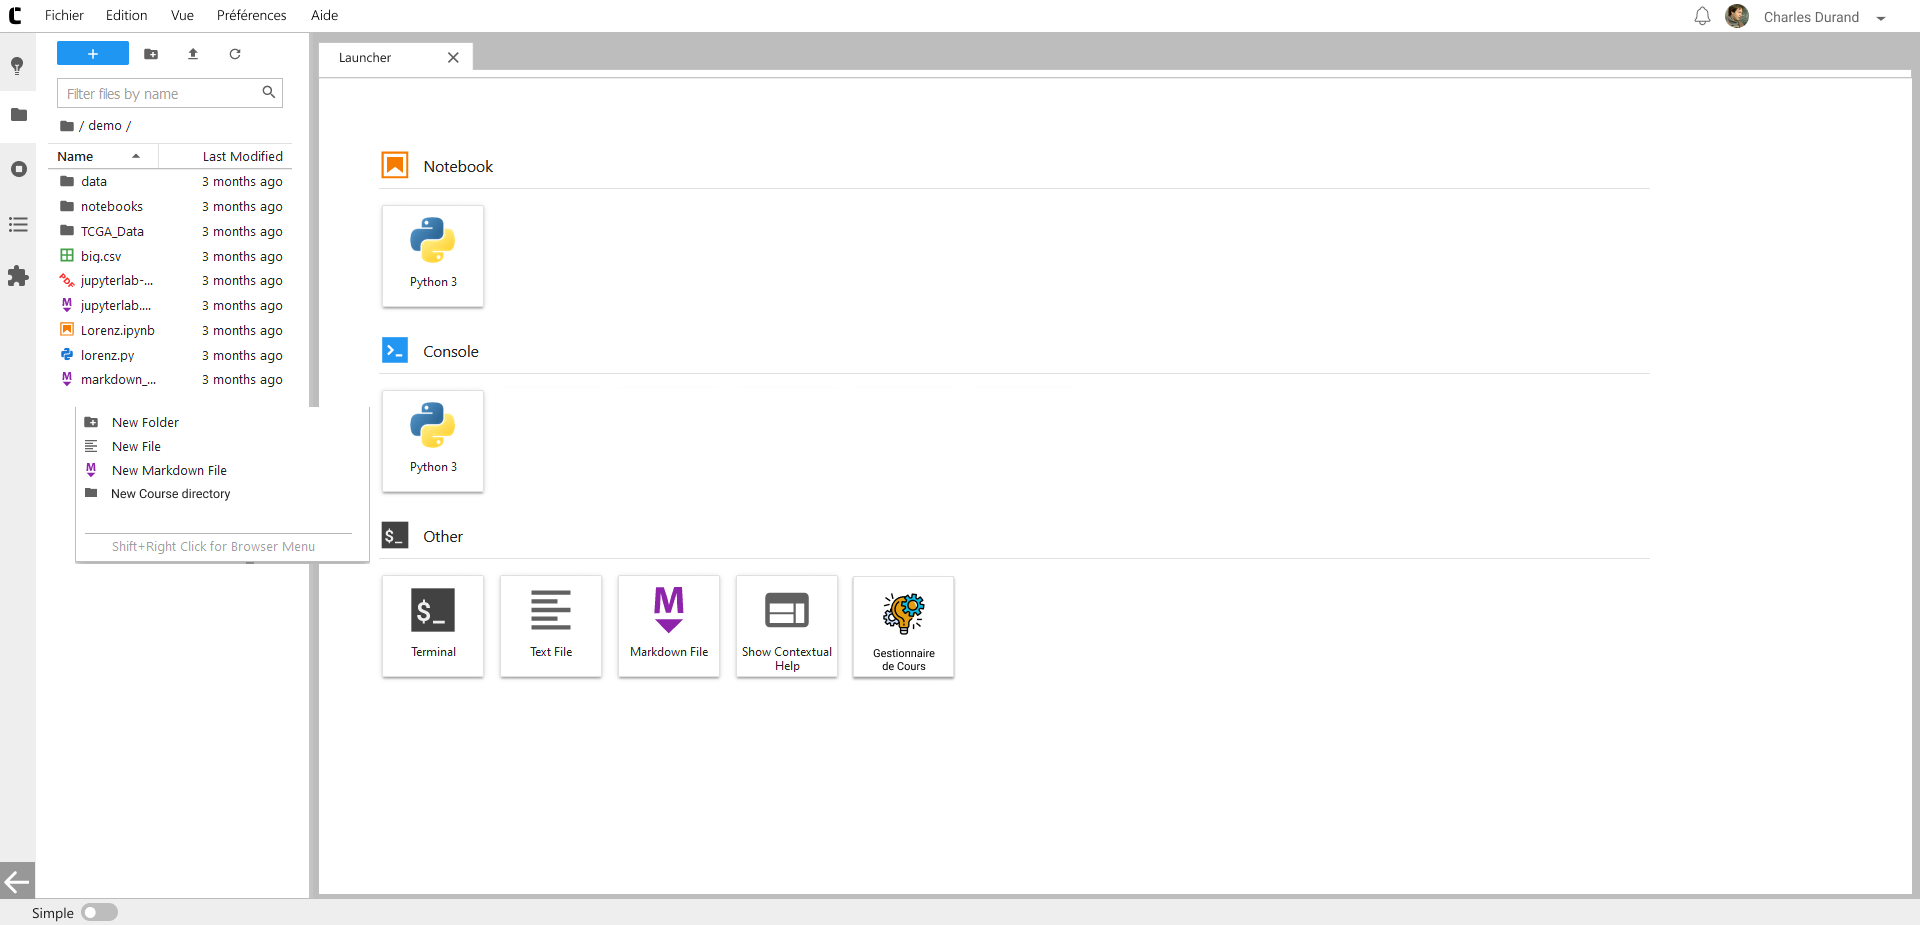 Fichier Edition Vue Préférences Aide
Charles Durand
+
Filter files by name
/ demo /
Name Last Modified
data 3 months ago
notebooks 3 months ago
TCGA_Data 3 months ago
big.csv 3 months ago
PDF jupyterlab-... 3 months ago
M jupyterlab.... 3 months ago
Lorenz.ipynb 3 months ago
lorenz.py 3 months ago
M markdown_... 3 months ago
New Folder
New File
M New Markdown File
New Course directory
Shift+Right Click for Browser Menu
Simple
Launcher
Notebook
Python 3
>_ Console
Python 3
$_ Other
$_
Terminal
Text File
M
Markdown File
Show Contextual
Help
Gestionnaire
de Cours